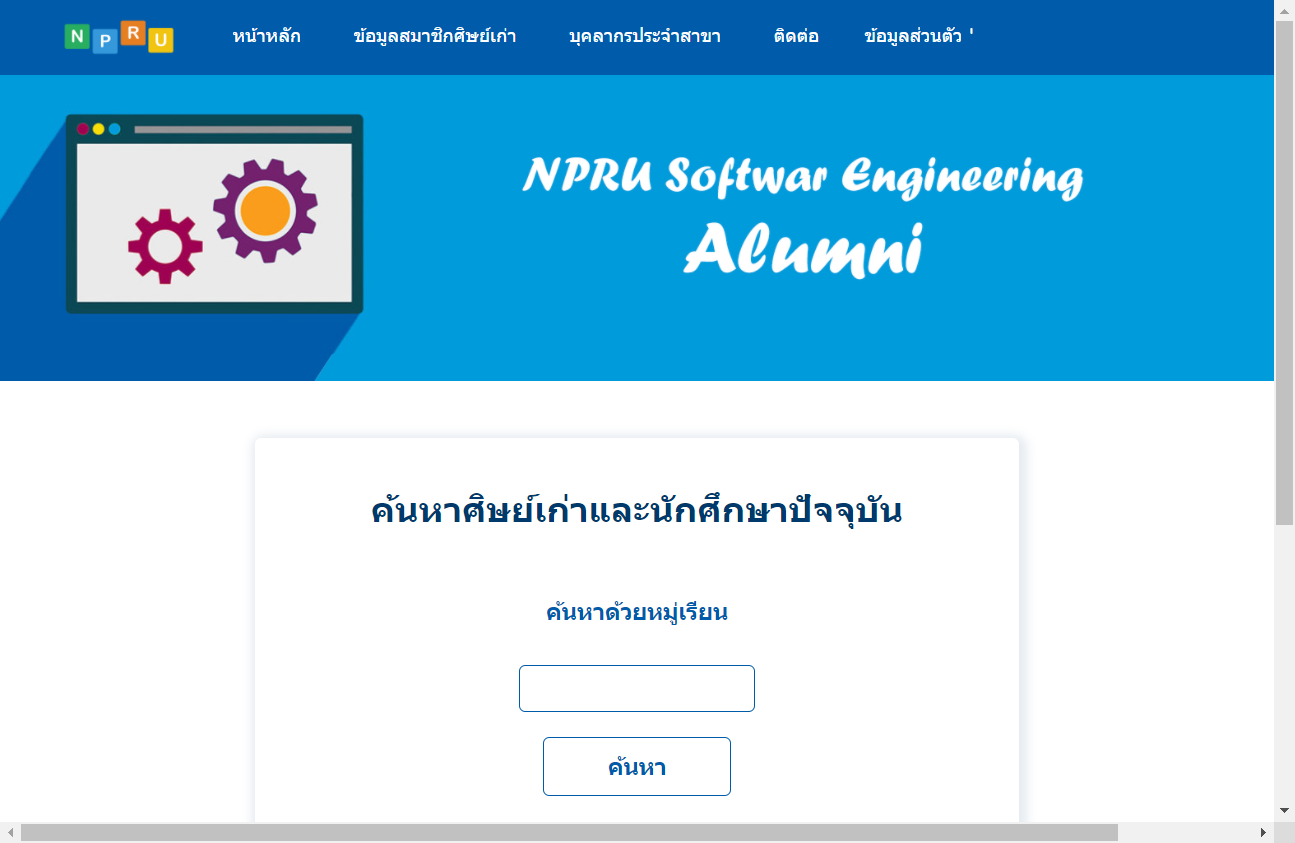 NPRU
หน้าหลัก ข้อมูลสมาชิกศิษย์เก่า บุคลากรประจำสาขา ติดต่อ ข้อมูลส่วนตัว '
NPRU Softwar Engineering
Alumni
ค้นหาศิษย์เก่าและนักศึกษาปัจจุบัน
ค้นหาด้วยหมู่เรียน
ค้นหา